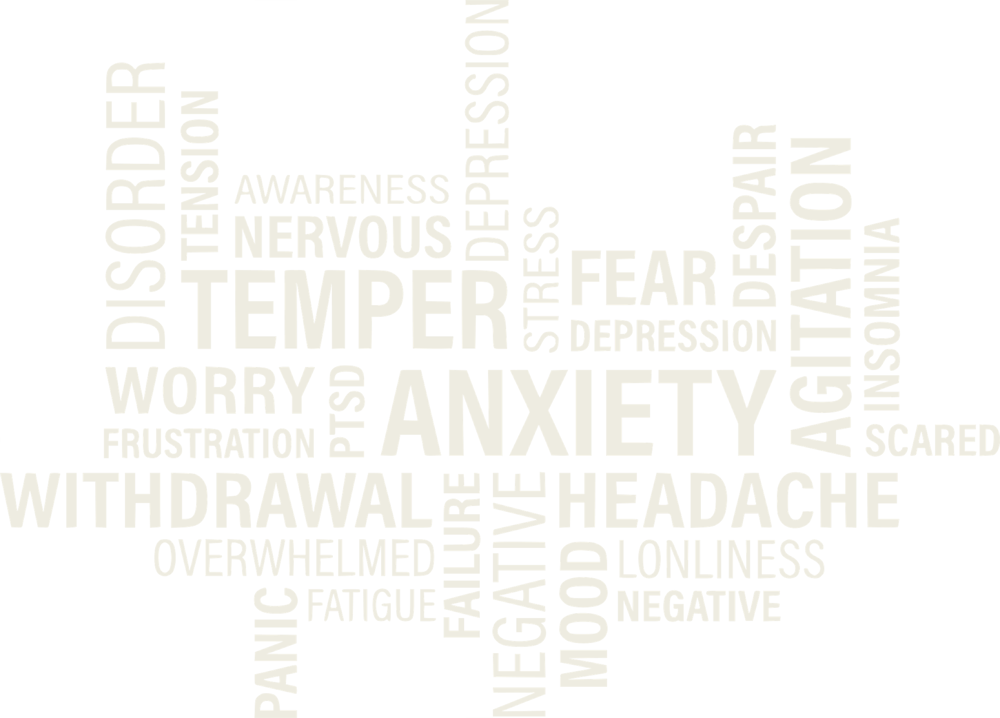 DISORDER
TENSION
AWARENESS
NERVOUS
DEPRESSION
STRESS
TEMPER
FEAR
DESPAIR
AGITATION
INSOMNIA
DEPRESSION
WORRY
PTSD
ANXIETY
FRUSTRATION
SCARED
WITHDRAWAL
FAILURE
NEGATIVE
HEADACHE
OVERWHELMED
MOOD
LONLINESS
PANIC
FATIGUE
NEGATIVE